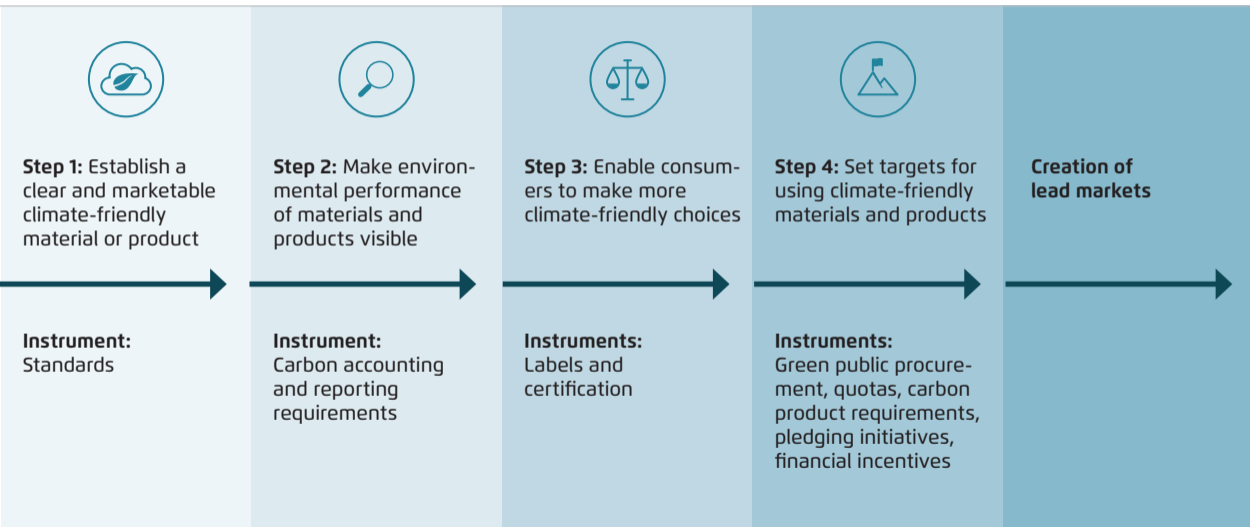 Step 1: Establish a
clear and marketable
climate-friendly
material or product
Instrument:
Standards
Step 2: Make environ-
mental performance
of materials and
products visible
Instrument:
Carbon accounting
and reporting
requirements
Step 3: Enable consum-
ers to make more
climate-friendly choices
Instruments:
Labels and
certification
Step 4: Set targets for
using climate-friendly
materials and products
Instruments:
Green public procure-
ment, quotas, carbon
product requirements,
pledging initiatives,
financial incentives
Creation of
lead markets